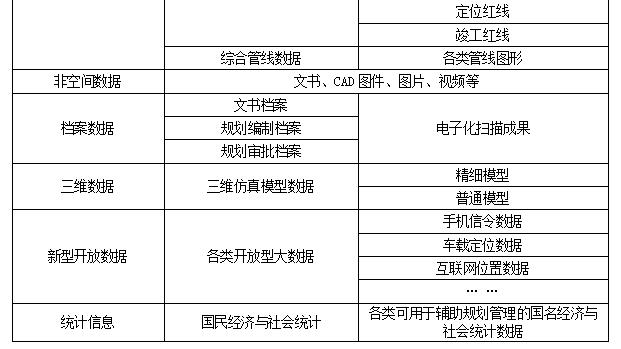 定位红线
竣工红线
综合管线数据 各类管线图形
非空间数据 文书、CAD 图件、图片、视频等
档案数据 文书档案 电子化扫描成果
规划编制档案
规划审批档案
三维数据 三维仿真模型数据 精细模型
普通模型
新型开放数据 各类开放型大数据 手机信令数据
车载定位数据
互联网位置数据
… …
统计信息 国民经济与社会统计 各类可用于辅助规划管理的国名经济与
社会统计数据